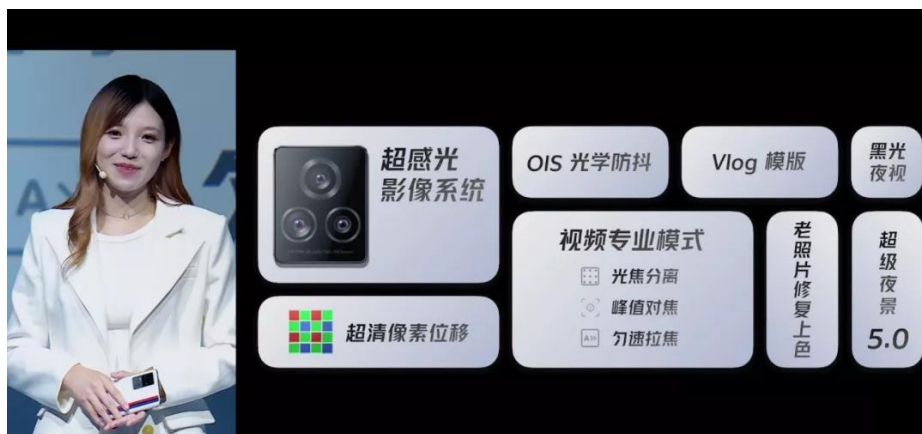 超感光
影像系统
OIS 光学防抖
Vlog 模版
黑光
夜视
超清像素位移
视频专业模式
光焦分离
峰值对焦
A»
匀速拉焦
老照片修复上色
超级夜景
5.0